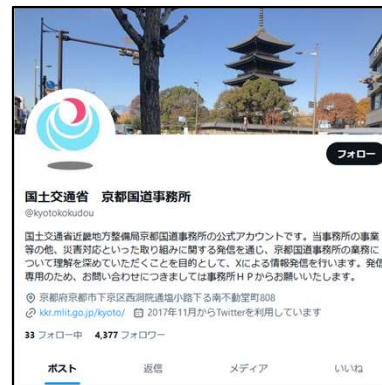 フォロー
国土交通省 京都国道事務所
@kyotokokudou
国土交通省近畿地方整備局京都国道事務所の公式アカウントです。当事務所の事業
等の他、災害対応といった取り組みに関する発信を通じ、京都国道事務所の業務に
ついて理解を深めていただくことを目的として、Xによる情報発信を行います。発信
専用のため、お問い合わせにつきましては事務所ＨＰからお願いいたします。
京都府京都市下京区西洞院通塩小路下る南不動堂町808
kkr.mlit.go.jp/kyoto/ 2017年11月からTwitterを利用しています
33 フォロー中 4,377 フォロワー
ポスト 返信 メディア いいね